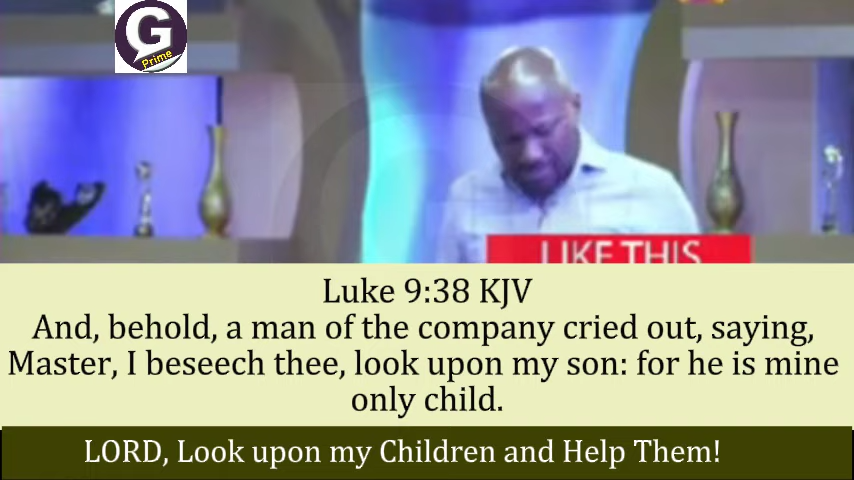 G
Prime
LIKE THIS
Luke 9:38 KJV
And, behold, a man of the company cried out, saying,
Master, I beseech thee, look upon my son: for he is mine
only child.
LORD, Look upon my Children and Help Them!